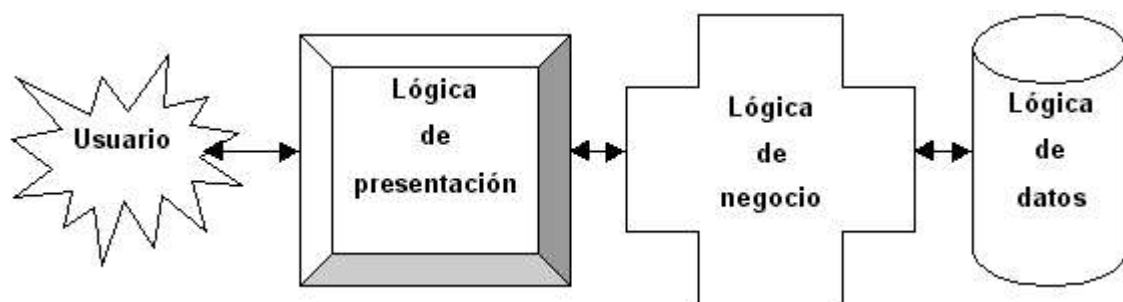 Usuario
Lógica
de
presentación
Lógica
de
negocio
Lógica
de
datos